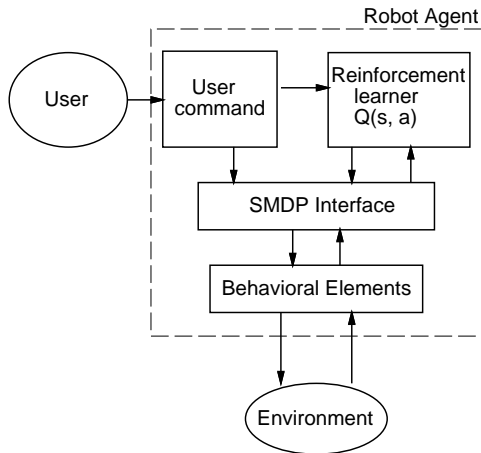 Robot Agent
User
User
command
Reinforcement
learner
Q(s, a)
SMDP Interface
Behavioral Elements
Environment